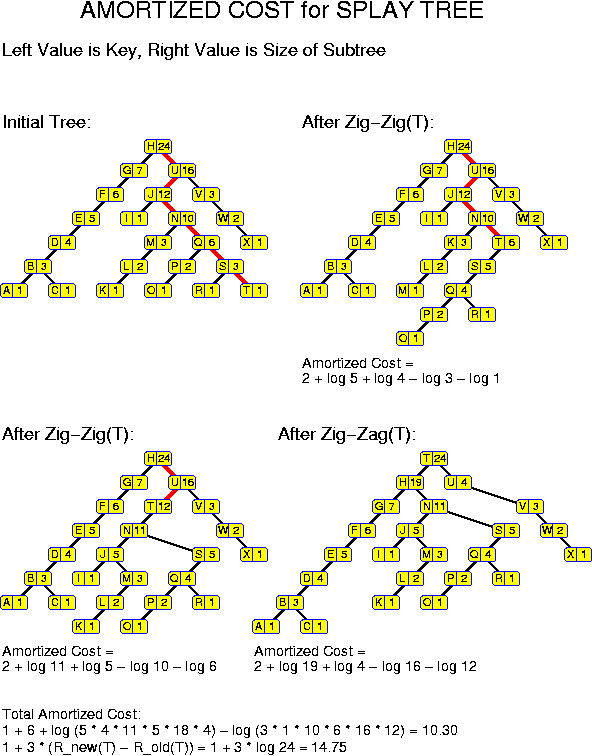 AMORTIZED COST for SPLAY TREE
Left Value is Key, Right Value is Size of Subtree
Initial Tree:
H 24
G 7 U 16
F 6 J 12 V 3
E 5 I 1 N 10 W 2
D 4 M 3 Q 6 X 1
B 3 L 2 P 2 S 3
A 1 C 1 K 1 O 1 R 1 T 1
After Zig–Zig(T):
H 24
G 7 U 16
F 6 J 12 V 3
E 5 I 1 N 10 W 2
D 4 K 3 T 6 X 1
B 3 L 2 S 5
A 1 C 1 M 1 Q 4
P 2 R 1
O 1
Amortized Cost =
2 + log 5 + log 4 – log 3 – log 1
After Zig–Zig(T):
H 24
G 7 U 16
F 6 T 12 V 3
E 5 N 11 W 2
D 4 J 5 S 5 X 1
B 3 I 1 M 3 Q 4
A 1 C 1 L 2 P 2 R 1
K 1 O 1
Amortized Cost =
2 + log 11 + log 5 – log 10 – log 6
After Zig–Zag(T):
T 24
H 19 U 4
G 7 N 11 V 3
F 6 J 5 S 5 W 2
E 5 I 1 M 3 Q 4 X 1
D 4 L 2 P 2 R 1
B 3 K 1 O 1
A 1 C 1
Amortized Cost =
2 + log 19 + log 4 – log 16 – log 12
Total Amortized Cost:
1 + 6 + log (5 * 4 * 11 * 5 * 18 * 4) – log (3 * 1 * 10 * 6 * 16 * 12) = 10.30
1 + 3 * (R_new(T) – R_old(T)) = 1 + 3 * log 24 = 14.75